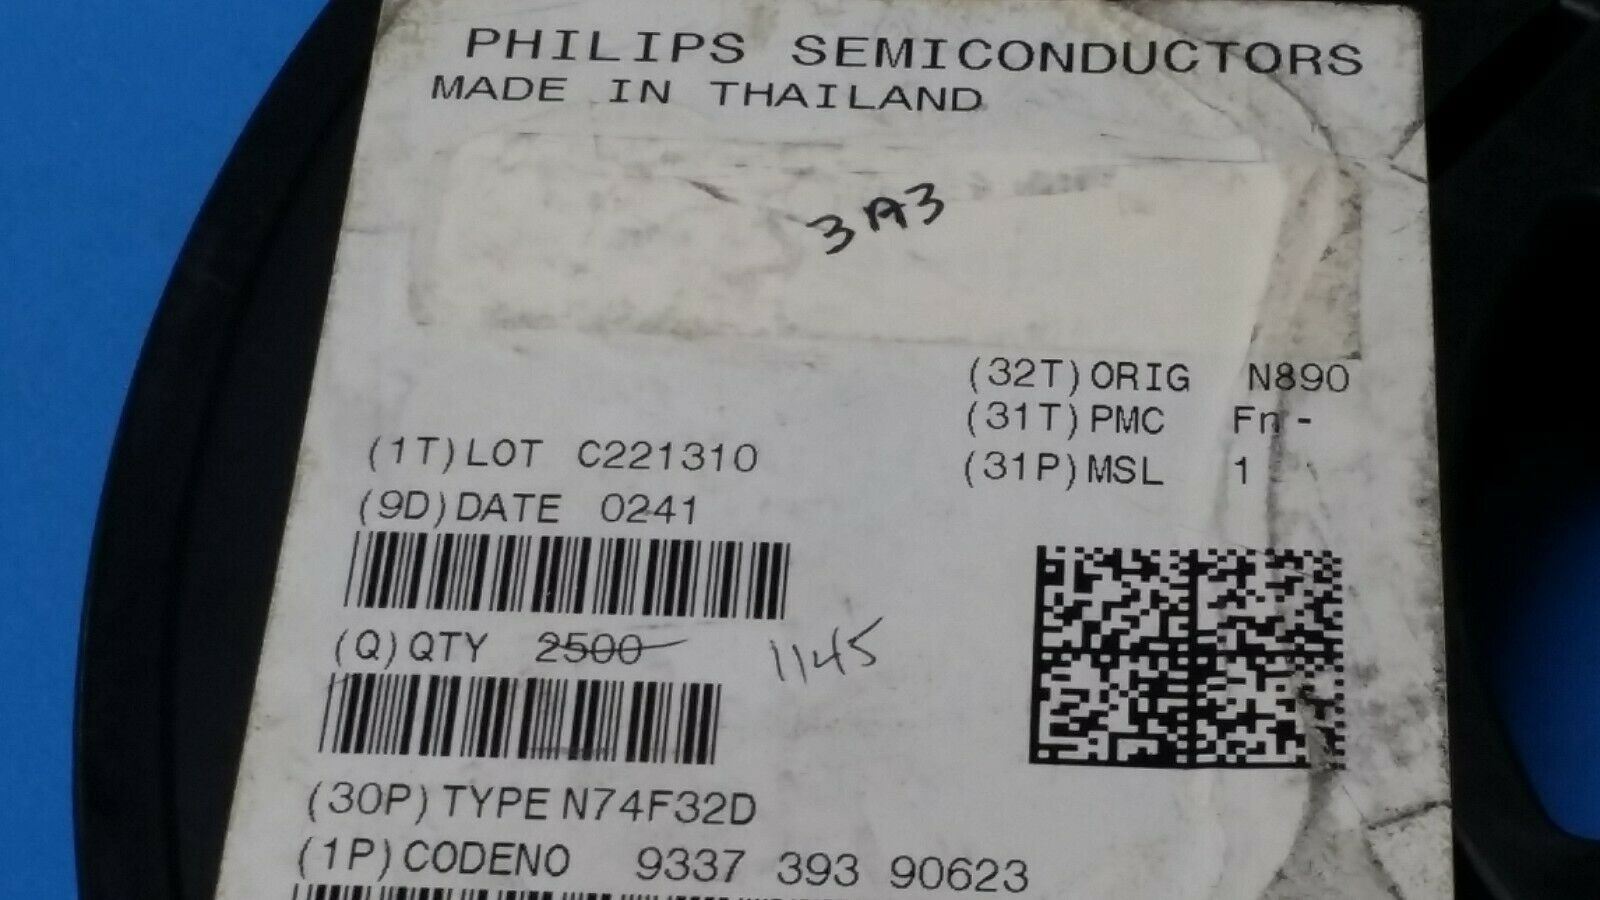 PHILIPS SEMICONDUCTORS
MADE IN THAILAND
3A3
(32T) ORIG N890
(31T) PMC Fn -
(1T) LOT C221310
(31P) MSL 1
(9D) DATE 0241
(Q) QTY 2500 1145
(30P) TYPE N74F32D
(1P) CODENO 9337 393 90623